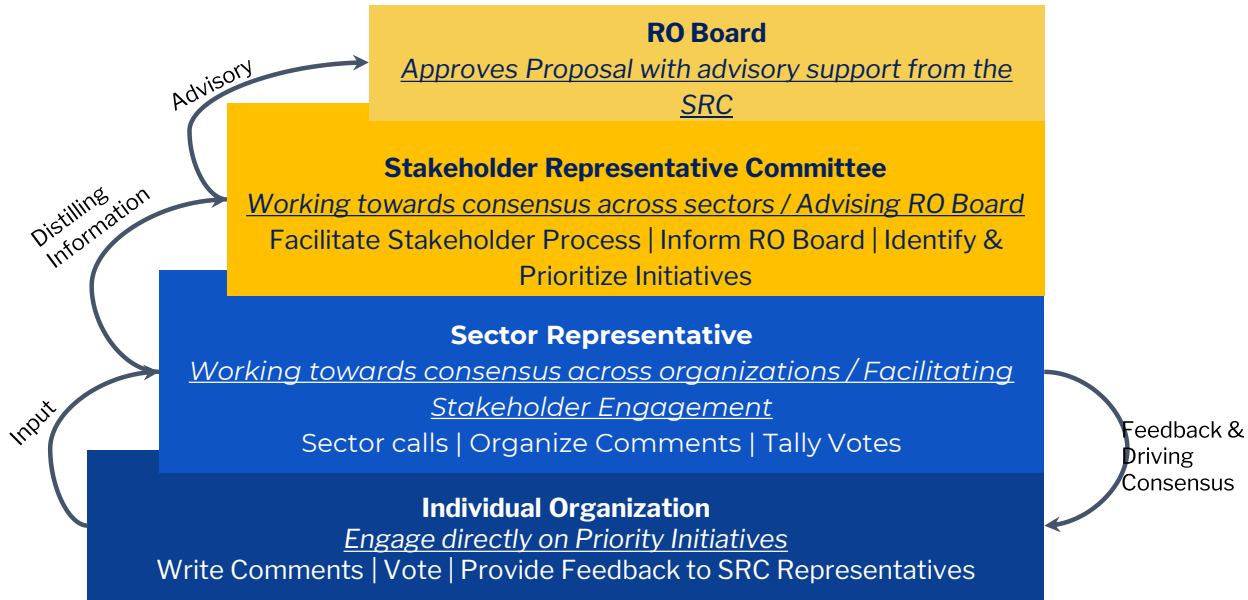 RO Board
Approves Proposal with advisory support from the
SRC
Advisory
Stakeholder Representative Committee
Working towards consensus across sectors / Advising RO Board
Facilitate Stakeholder Process | Inform RO Board | Identify &
Prioritize Initiatives
Distilling
Information
Sector Representative
Working towards consensus across organizations / Facilitating
Stakeholder Engagement
Sector calls | Organize Comments | Tally Votes
Input
Feedback &
Driving
Consensus
Individual Organization
Engage directly on Priority Initiatives
Write Comments | Vote | Provide Feedback to SRC Representatives